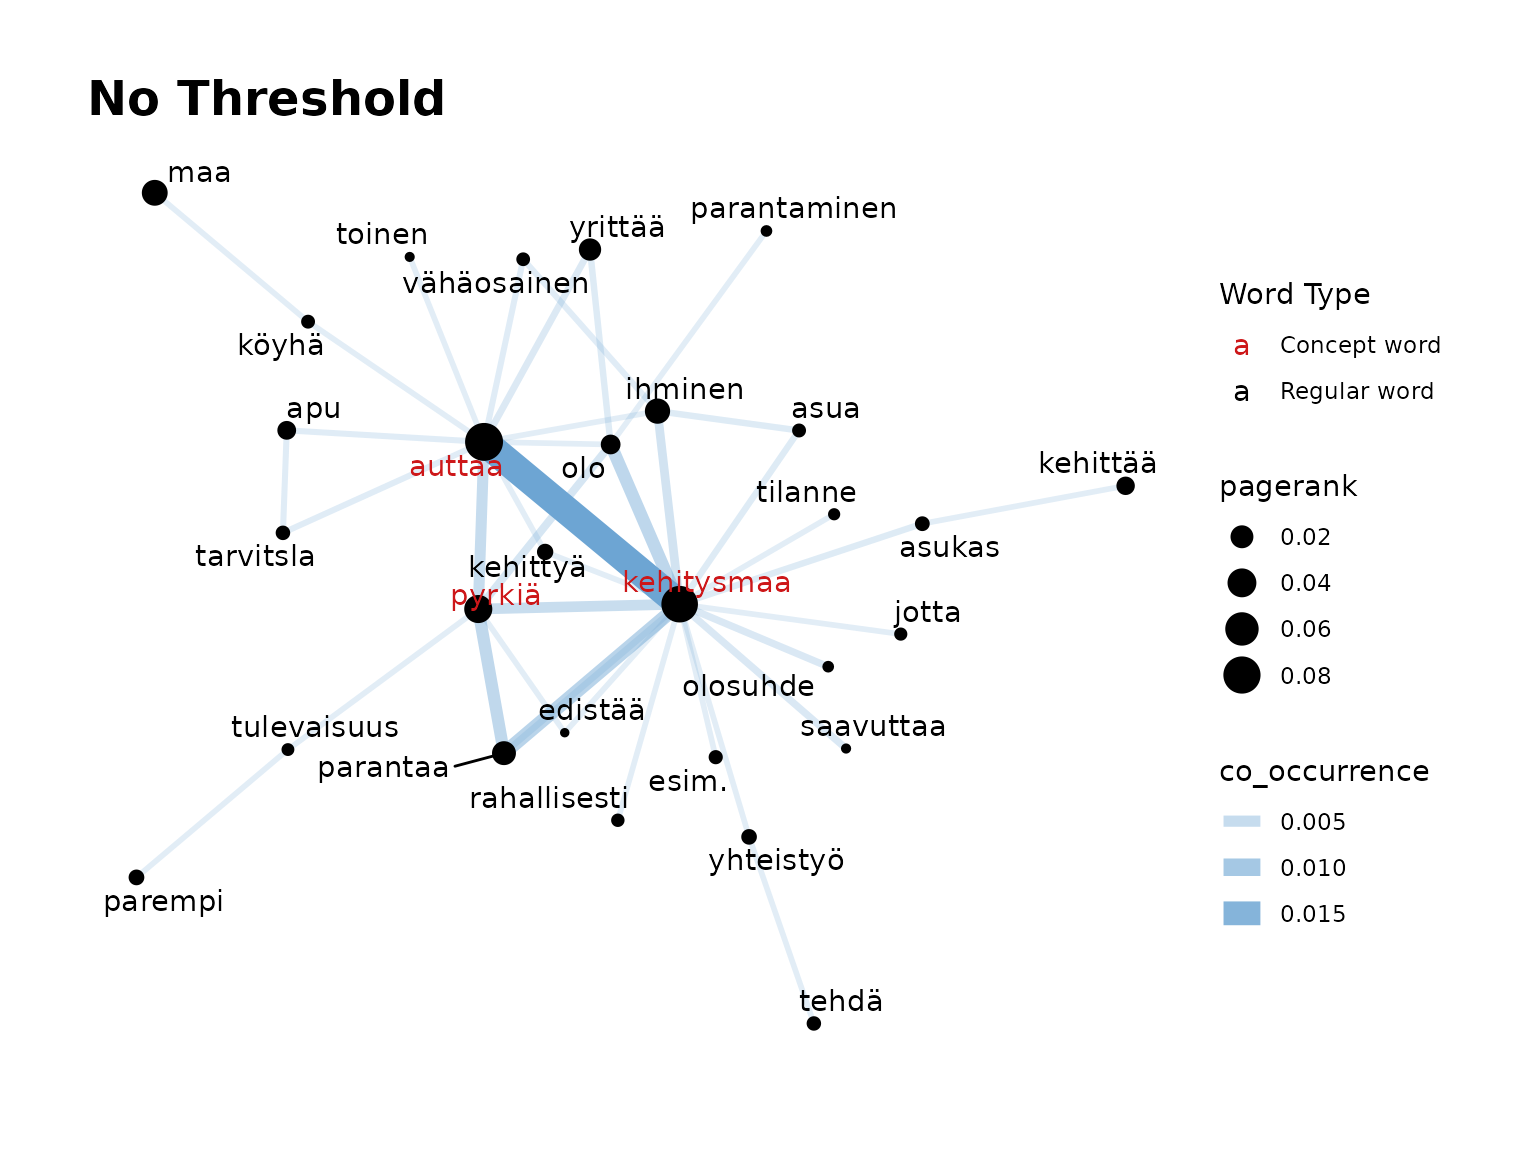 No Threshold
maa
toinen
yrittää
parantaminen
vähäosainen
köyhä
ihminen
apu
asua
auttaa
olo
kehittää
tilanne
tarvitsla
asukas
kehittyä
kehitysmaa
pyrkiä
jotta
olosuhde
edistää
saavuttaa
tulevaisuus
parantaa
esim.
rahallisesti
yhteistyö
parempi
tehdä
Word Type
a Concept word
a Regular word
pagerank
0.02
0.04
0.06
0.08
co_occurrence
0.005
0.010
0.015